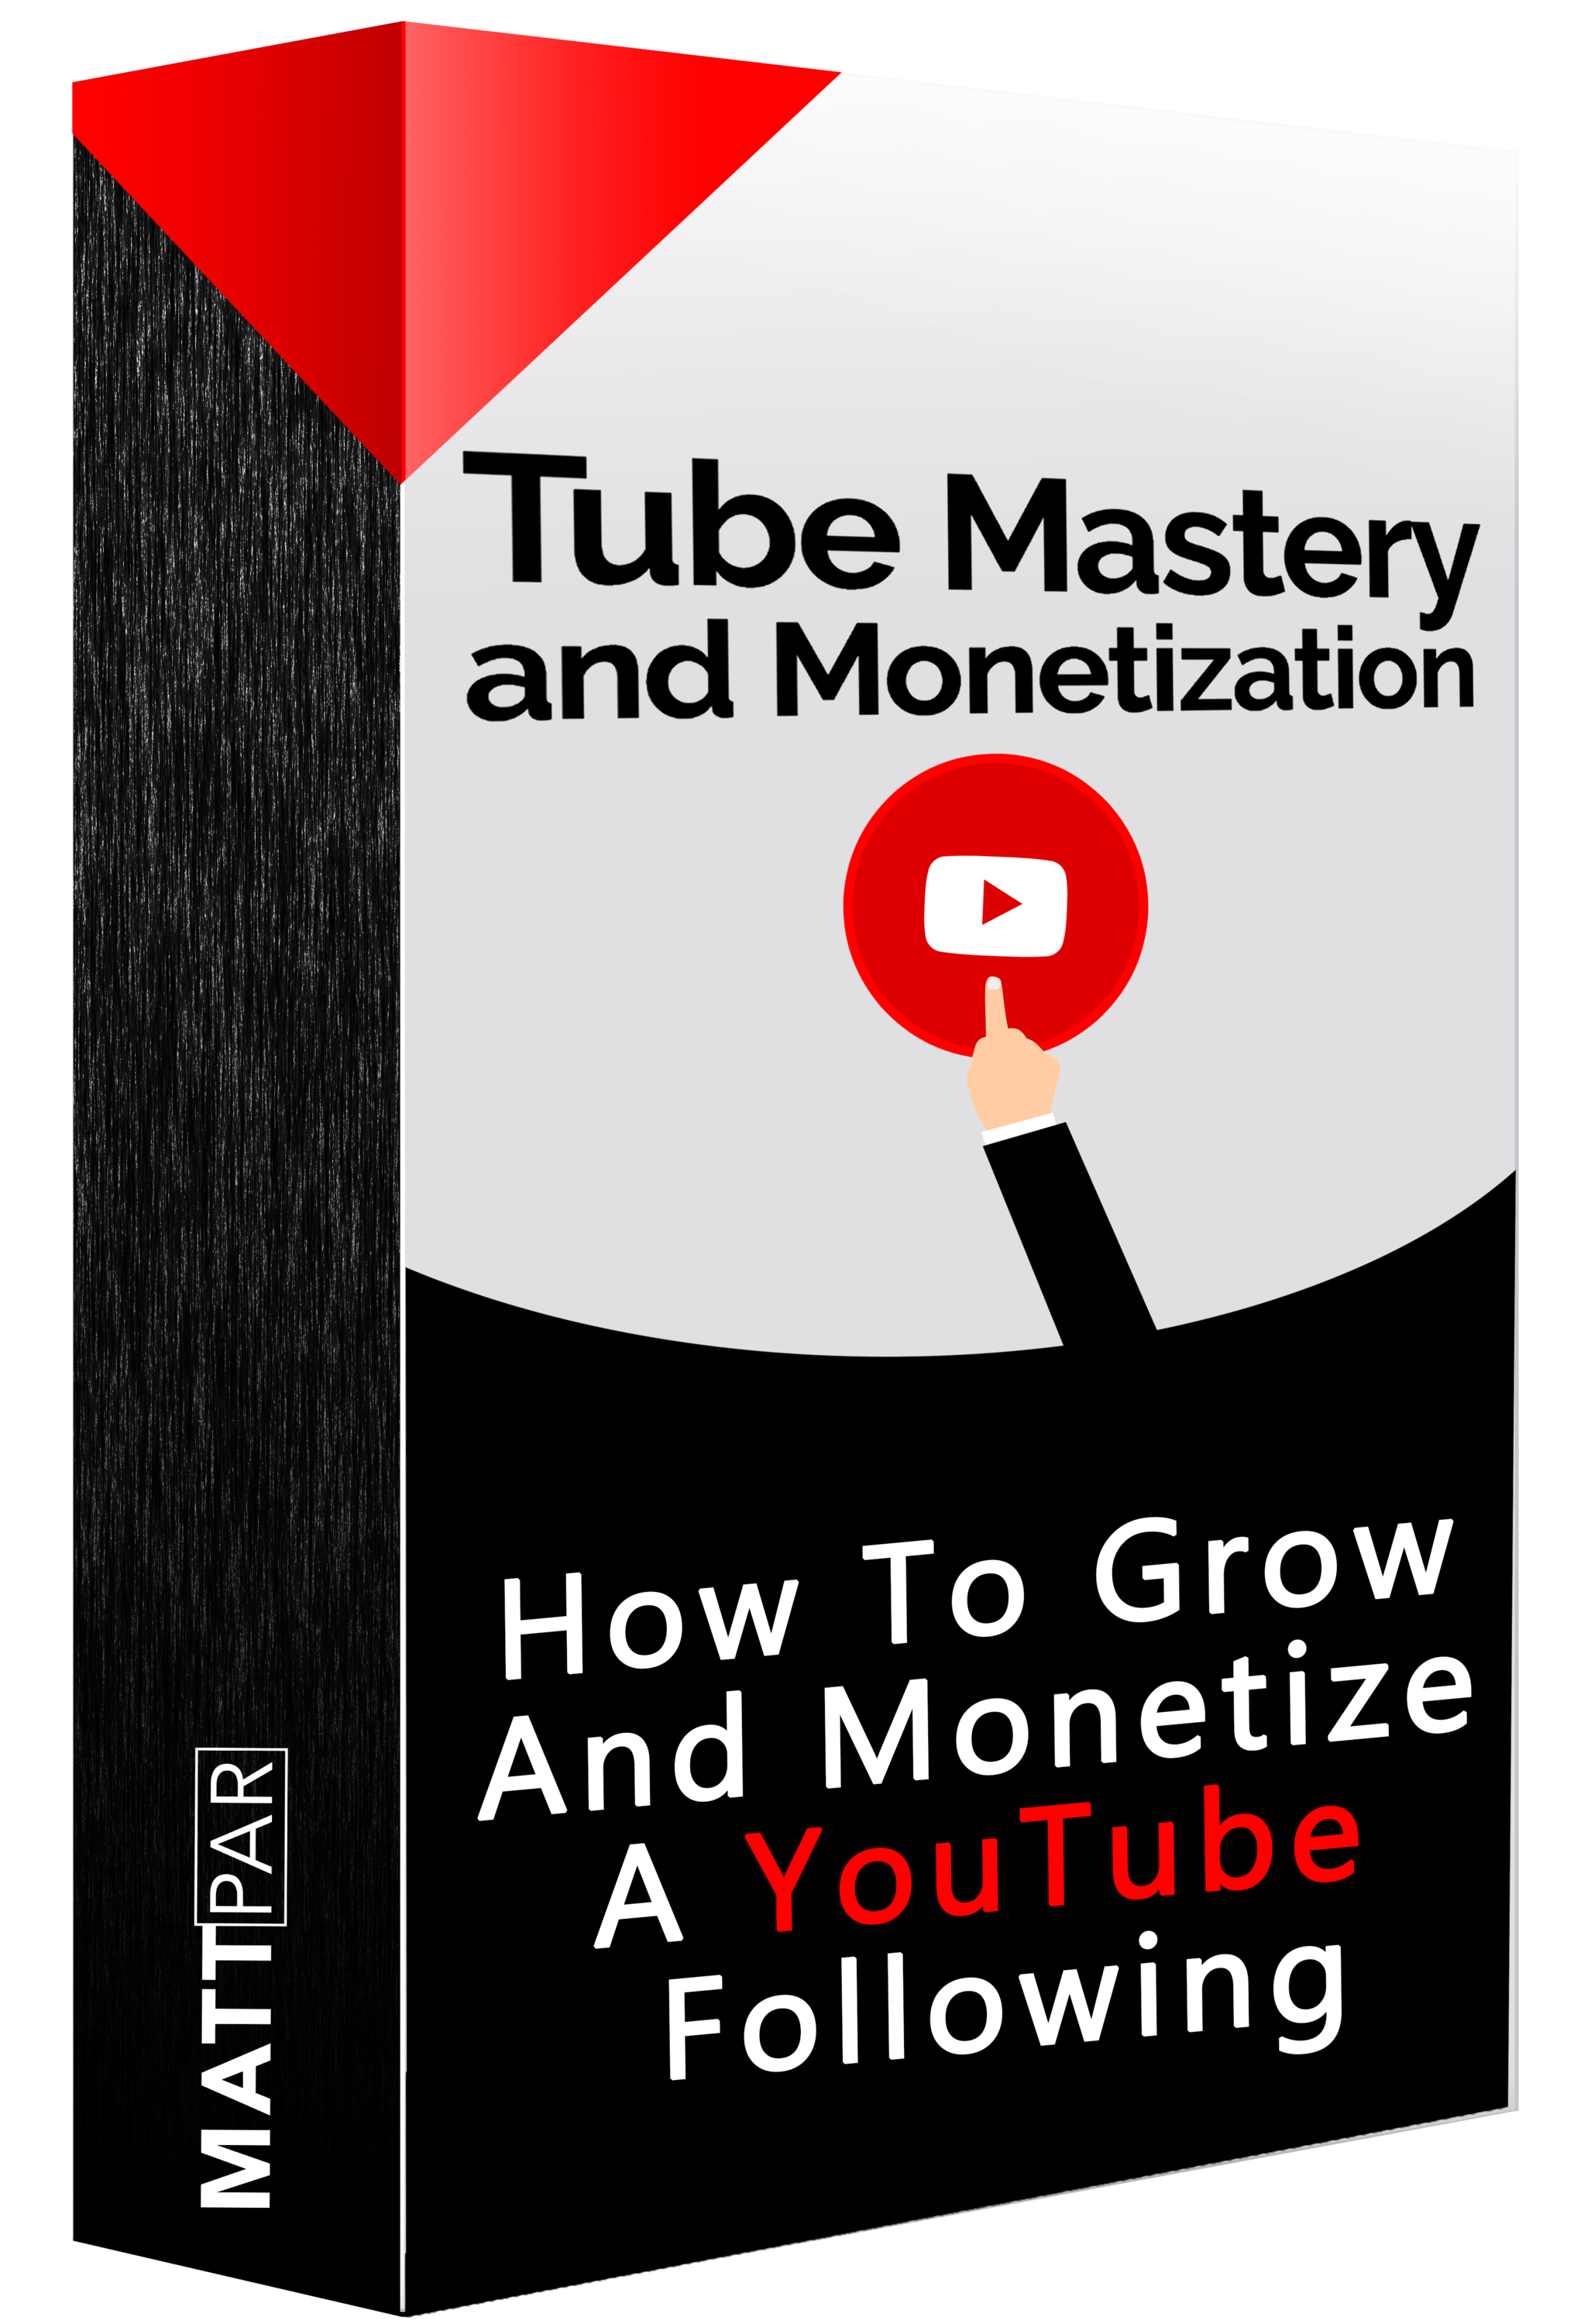 Tube Mastery
and Monetization
How To Grow
And Monetize
A YouTube
Following
MATTPAR